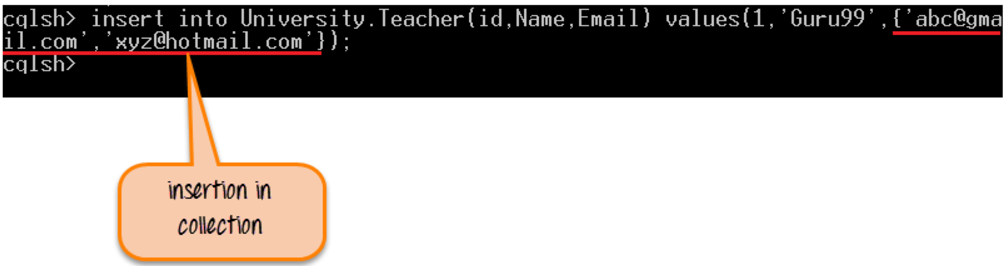 cqlsh> insert into University.Teacher(id,Name,Email) values(1,'Guru99',{'abc@gma
il.com','xyz@hotmail.com'});
cqlsh>
insertion in
collection